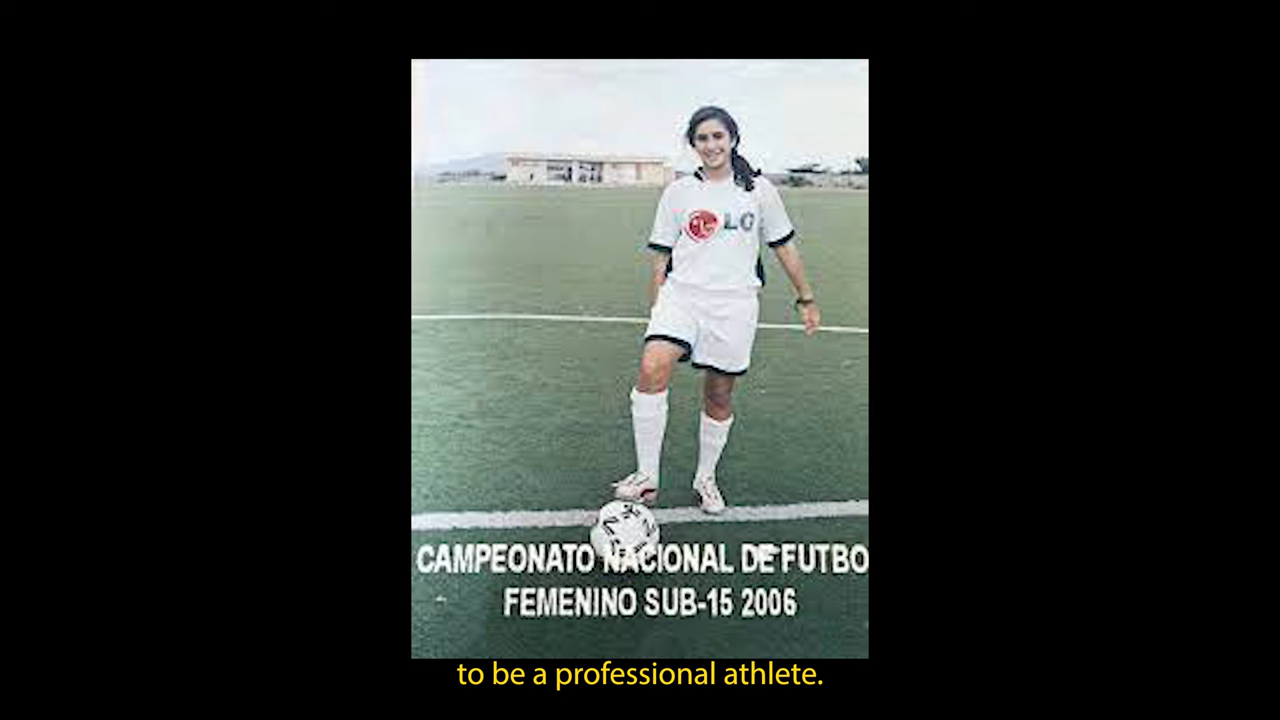 LG
CAMPEONATO NACIONAL DE FUTBO
FEMENINO SUB-15 2006
to be a professional athlete.